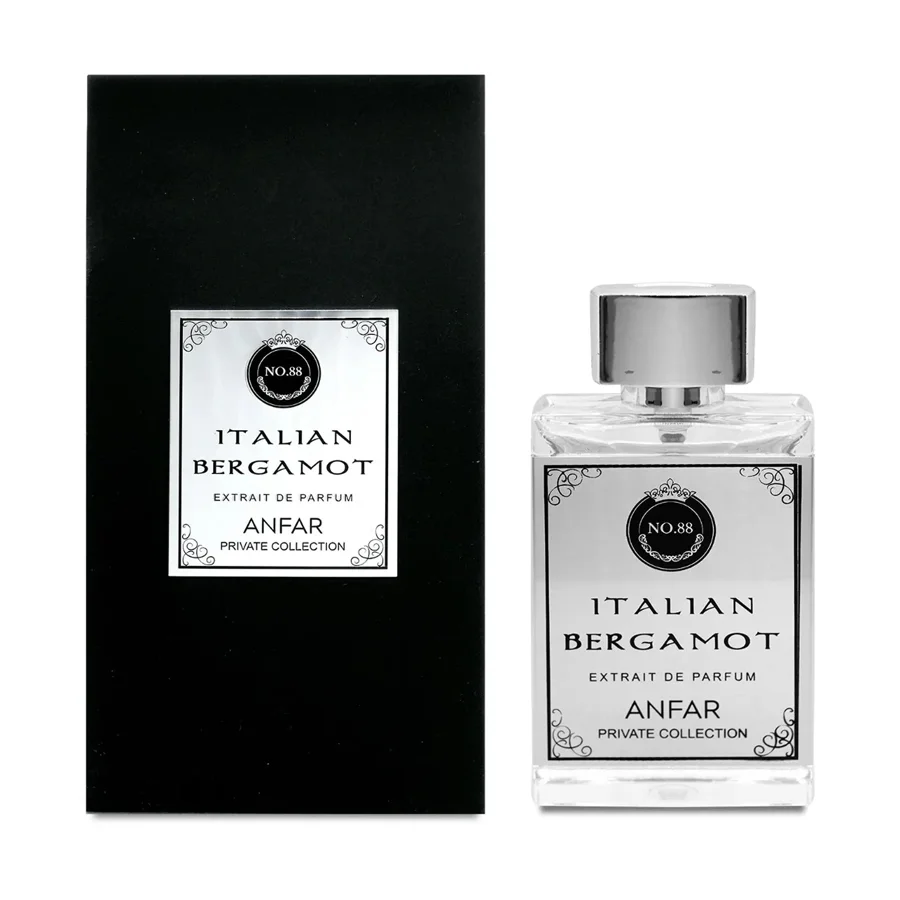 NO.88
ITALIAN
BERGAMOT
EXTRAIT DE PARFUM
ANFAR
PRIVATE COLLECTION
NO.88
ITALIAN
BERGAMOT
EXTRAIT DE PARFUM
ANFAR
PRIVATE COLLECTION